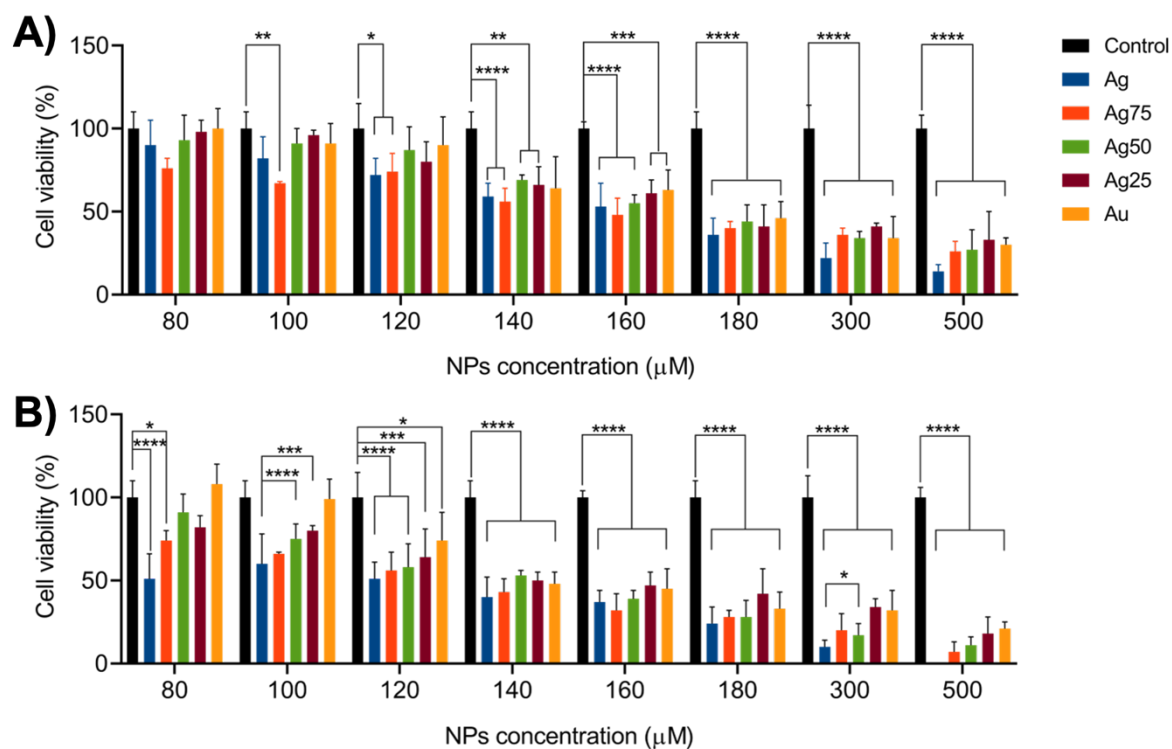 A)
Cell viability (%)
150
100
50
0
** * ** *** **** **** ****
**** ****
80 100 120 140 160 180 300 500
NPs concentration (μM)
Control
Ag
Ag75
Ag50
Ag25
Au
B)
Cell viability (%)
150
100
50
0
* *** * **** **** **** **** ****
**** **** ***
****
*
80 100 120 140 160 180 300 500
NPs concentration (μM)